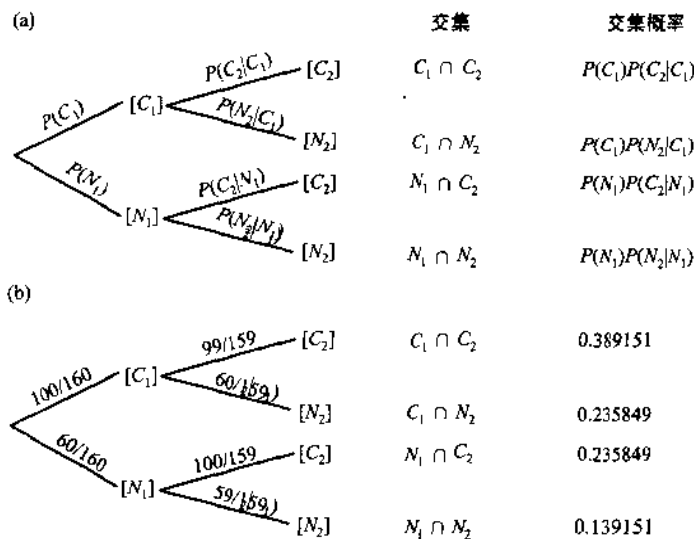 (a) 交集 交集概率
P(C₂|C₁) [C₂] C₁ ∩ C₂ P(C₁)P(C₂|C₁)
P(C₁) [C₁] P(N₂|C₁)
[N₂] C₁ ∩ N₂ P(C₁)P(N₂|C₁)
P(N₁) P(C₂|N₁) [C₂] N₁ ∩ C₂ P(N₁)P(C₂|N₁)
[N₁] P(N₂|N₁)
[N₂] N₁ ∩ N₂ P(N₁)P(N₂|N₁)
(b)
99/159 [C₂] C₁ ∩ C₂ 0.389151
100/160 [C₁] 60/159
[N₂] C₁ ∩ N₂ 0.235849
60/160 100/159 [C₂] N₁ ∩ C₂ 0.235849
[N₁] 59/159
[N₂] N₁ ∩ N₂ 0.139151